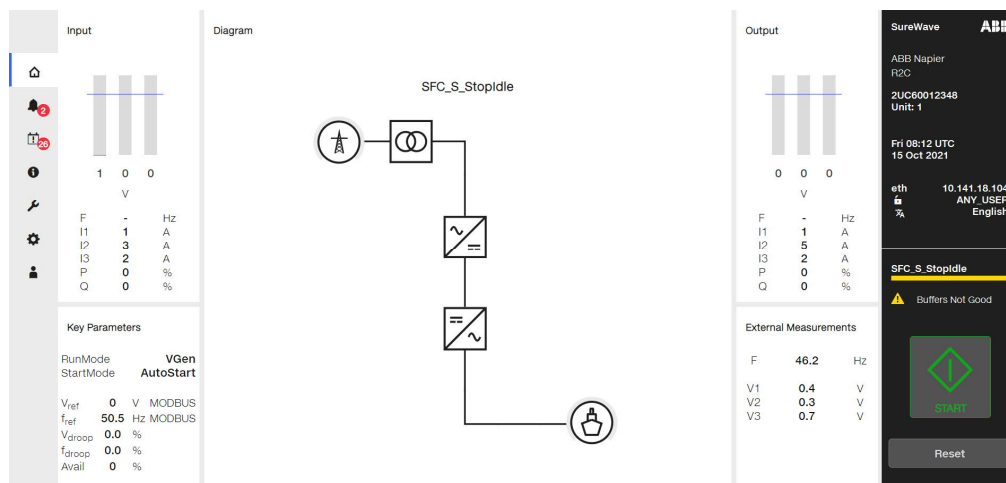 Input
1 0 0
V
F - Hz
I1 1 A
I2 3 A
I3 2 A
P 0 %
Q 0 %
Key Parameters
RunMode VGen
StartMode AutoStart
Vref 0 V MODBUS
fref 50.5 Hz MODBUS
Vdroop 0.0 %
fdroop 0.0 %
Avail 0 %
2
26
Diagram
SFC_S_StopIdle
Output
0 0 0
V
F - Hz
I1 1 A
I2 5 A
I3 2 A
P 0 %
Q 0 %
External Measurements
F 46.2 Hz
V1 0.4 V
V2 0.3 V
V3 0.7 V
SureWave ABB
ABB Napier
R2C
2UC60012348
Unit: 1
Fri 08:12 UTC
15 Oct 2021
eth 10.141.18.104
ANY_USER
English
SFC_S_StopIdle
Buffers Not Good
START
Reset